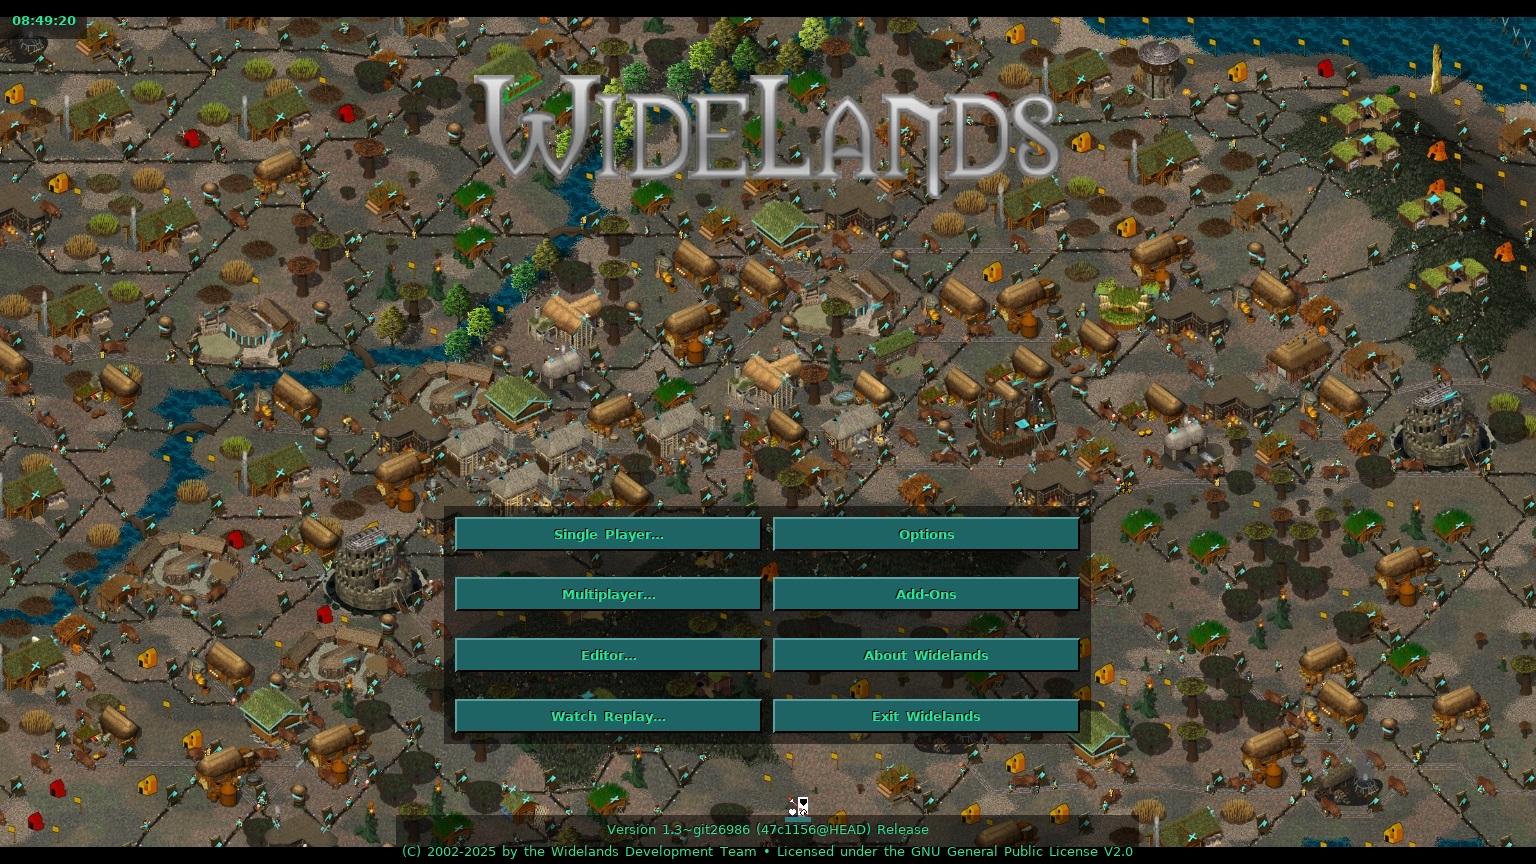 08:49:20
WIDELANDS
Single Player...
Options
Multiplayer...
Add-Ons
Editor...
About Widelands
Watch Replay...
Exit Widelands
Version 1.3~git26986 (47c1156@HEAD) Release
(C) 2002-2025 by the Widelands Development Team • Licensed under the GNU General Public License V2.0